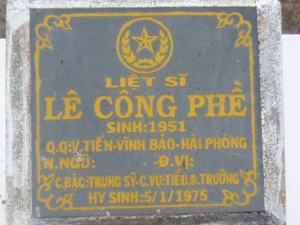 LIỆT SĨ
LÊ CÔNG PHÈ
SINH:1951
Q.Q:V.TIẾN-VĨNH BẢO-HẢI PHÒNG
N.NGŨ: -Đ.VỊ:
C.BẬC:TRUNG SỸ-C.VỤ:TIỂU.Đ.TRƯỞNG
HY SINH:5/1/1975